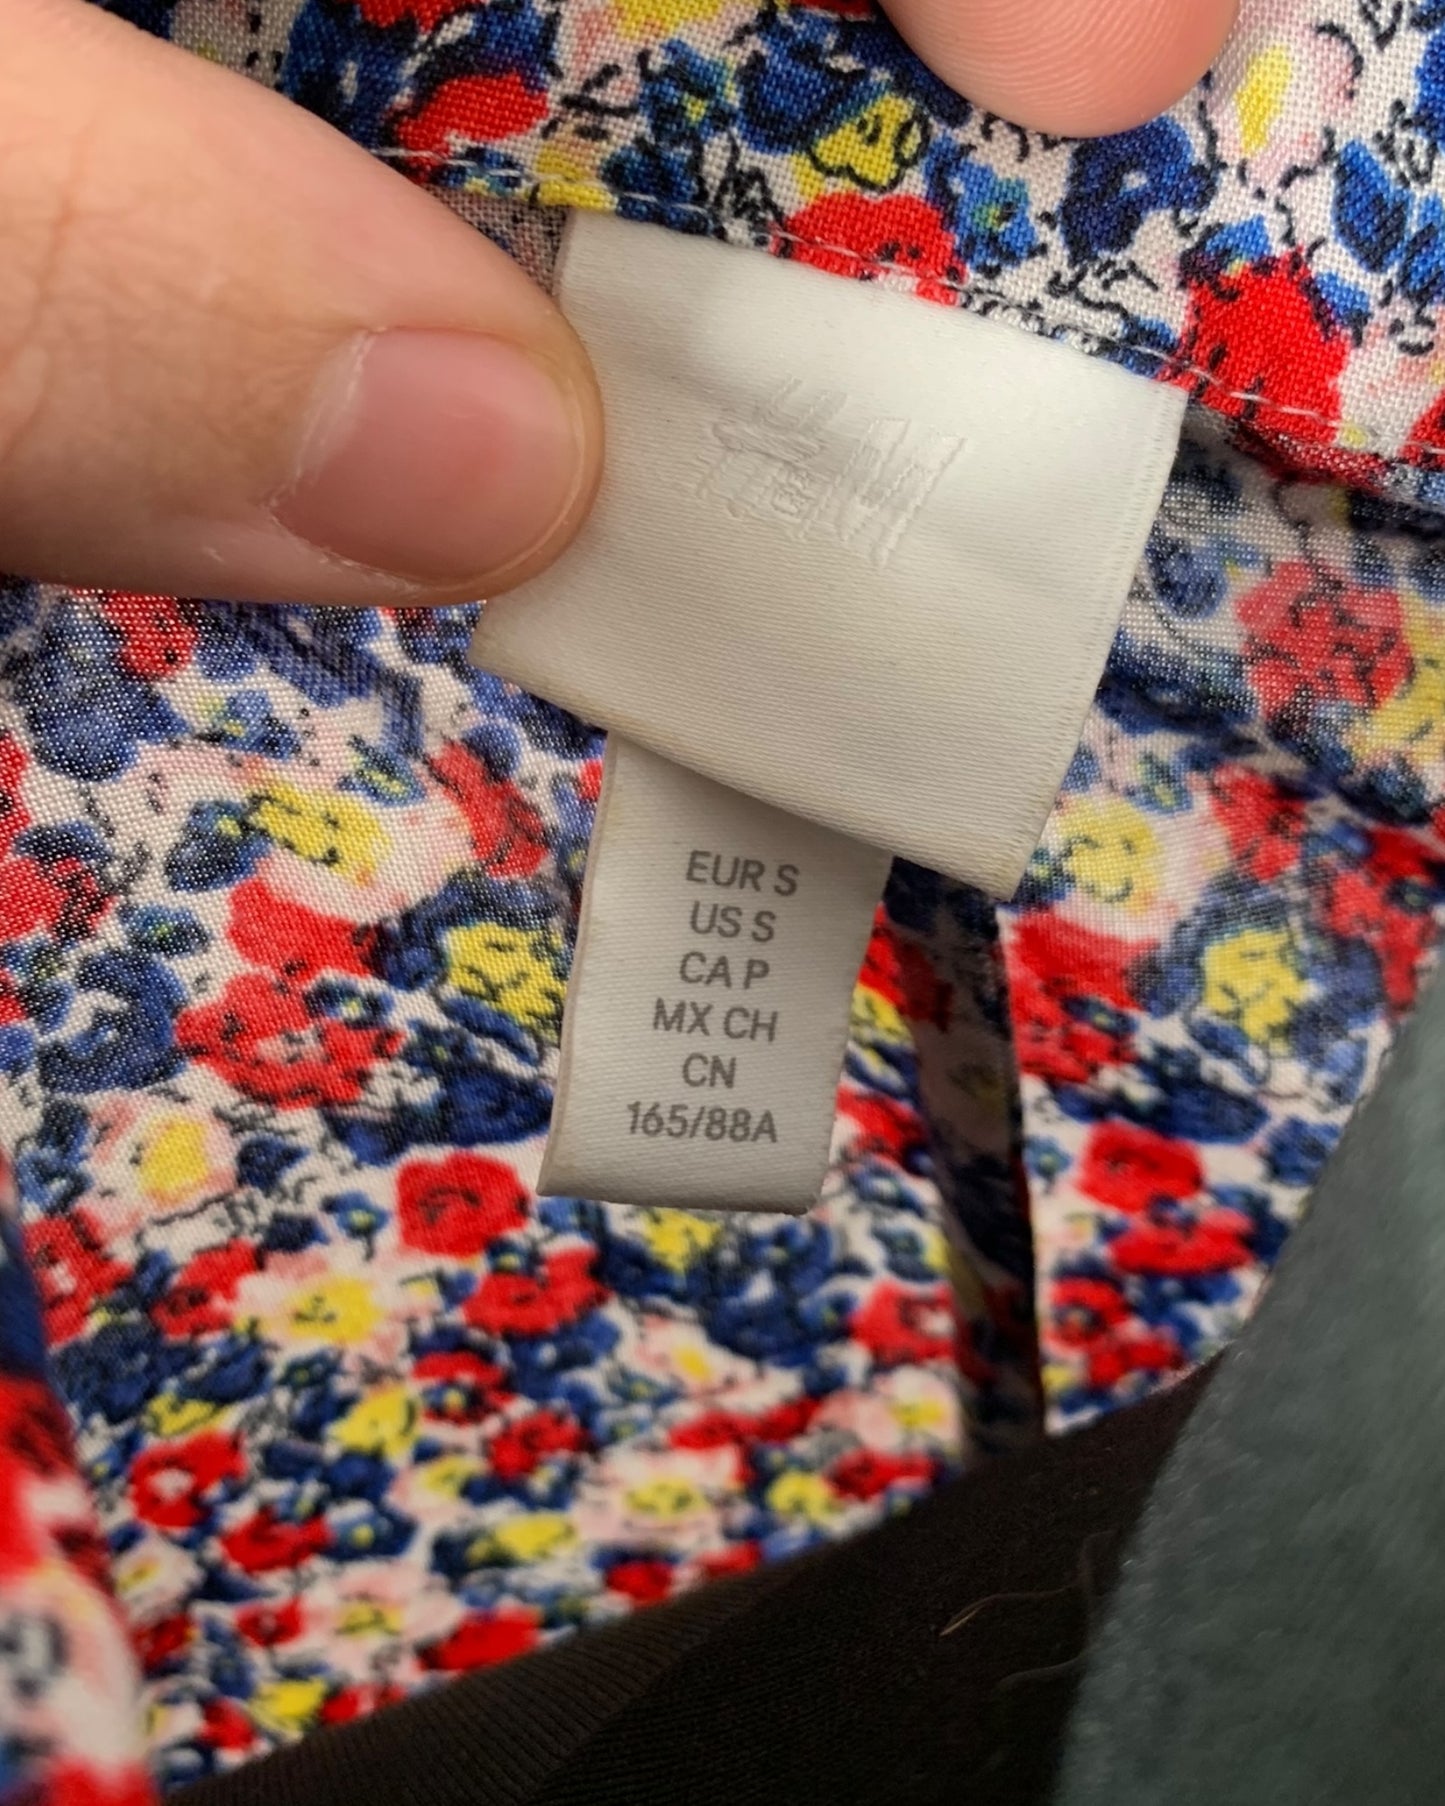 H&M
EUR S
US S
CA P
MX CH
CN
165/88A